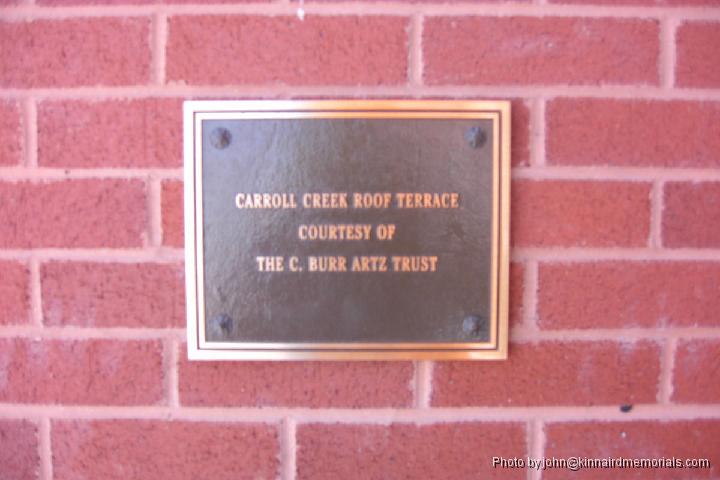 CARROLL CREEK ROOF TERRACE
COURTESY OF
THE C. BURR ARTZ TRUST
Photo by john@kinnairdmemorials.com